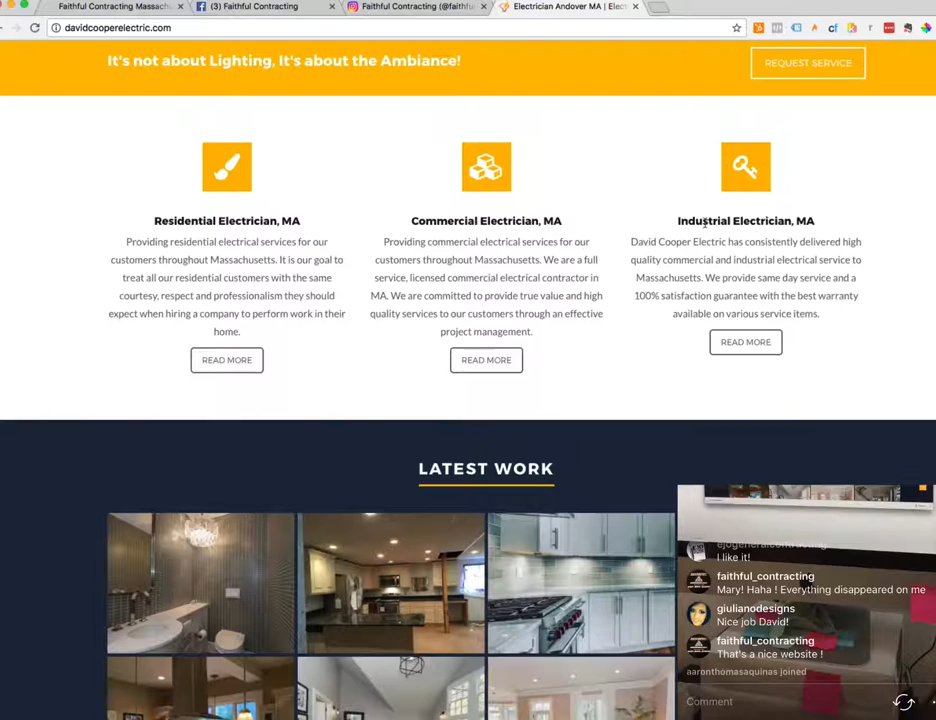 Faithful Contracting Massach
(3) Faithful Contracting
Faithful Contracting (@faithfu
Electrician Andover MA | Elect
davidcooperelectric.com
It's not about Lighting, It's about the Ambiance!
REQUEST SERVICE
Residential Electrician, MA
Providing residential electrical services for our
customers throughout Massachusetts. It is our goal to
treat all our residential customers with the same
courtesy, respect and professionalism they should
expect when hiring a company to perform work in their
home.
READ MORE
Commercial Electrician, MA
Providing commercial electrical services for our
customers throughout Massachusetts. We are a full
service, licensed commercial electrical contractor in
MA. We are committed to provide true value and high
quality services to our customers through an effective
project management.
READ MORE
Industrial Electrician, MA
David Cooper Electric has consistently delivered high
quality commercial and industrial electrical service to
Massachusetts. We provide same day service and a
100% satisfaction guarantee with the best warranty
available on various service items.
READ MORE
LATEST WORK
ejogeneralcontracting
I like it!
faithful_contracting
Mary! Haha ! Everything disappeared on me
giulianodesigns
Nice job David!
faithful_contracting
That's a nice website !
aaronthomasaquinas joined
Comment